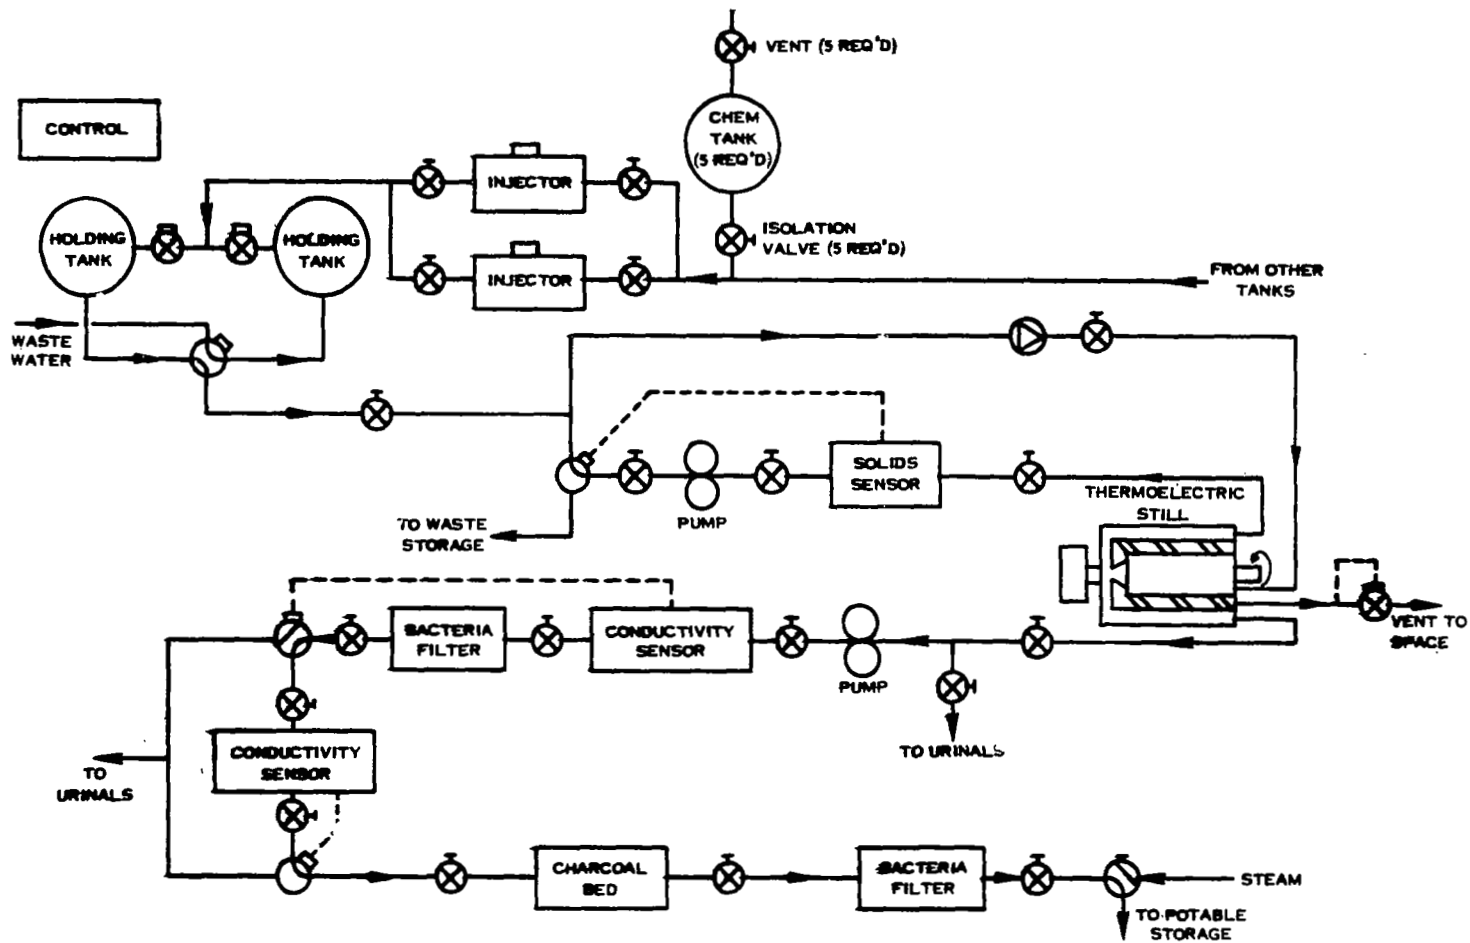 VENT (5 REQ'D)
CONTROL
CHEM
TANK
(5 REQ'D)
INJECTOR
HOLDING
TANK
HOLDING
TANK
ISOLATION
VALVE (5 REQ'D)
INJECTOR
FROM OTHER
TANKS
WASTE
WATER
SOLIDS
SENSOR
THERMOELECTRIC
STILL
PUMP
TO WASTE
STORAGE
BACTERIA
FILTER
CONDUCTIVITY
SENSOR
VENT TO
SPACE
PUMP
TO URINALS
CONDUCTIVITY
SENSOR
TO
URINALS
CHARCOAL
BED
BACTERIA
FILTER
STEAM
TO POTABLE
STORAGE